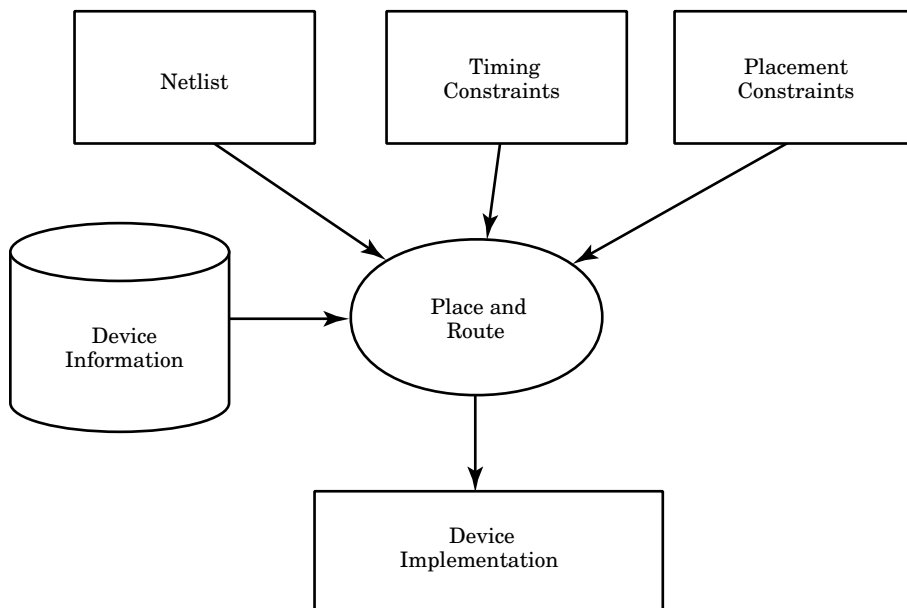 Netlist
Timing
Constraints
Placement
Constraints
Device
Information
Place and
Route
Device
Implementation